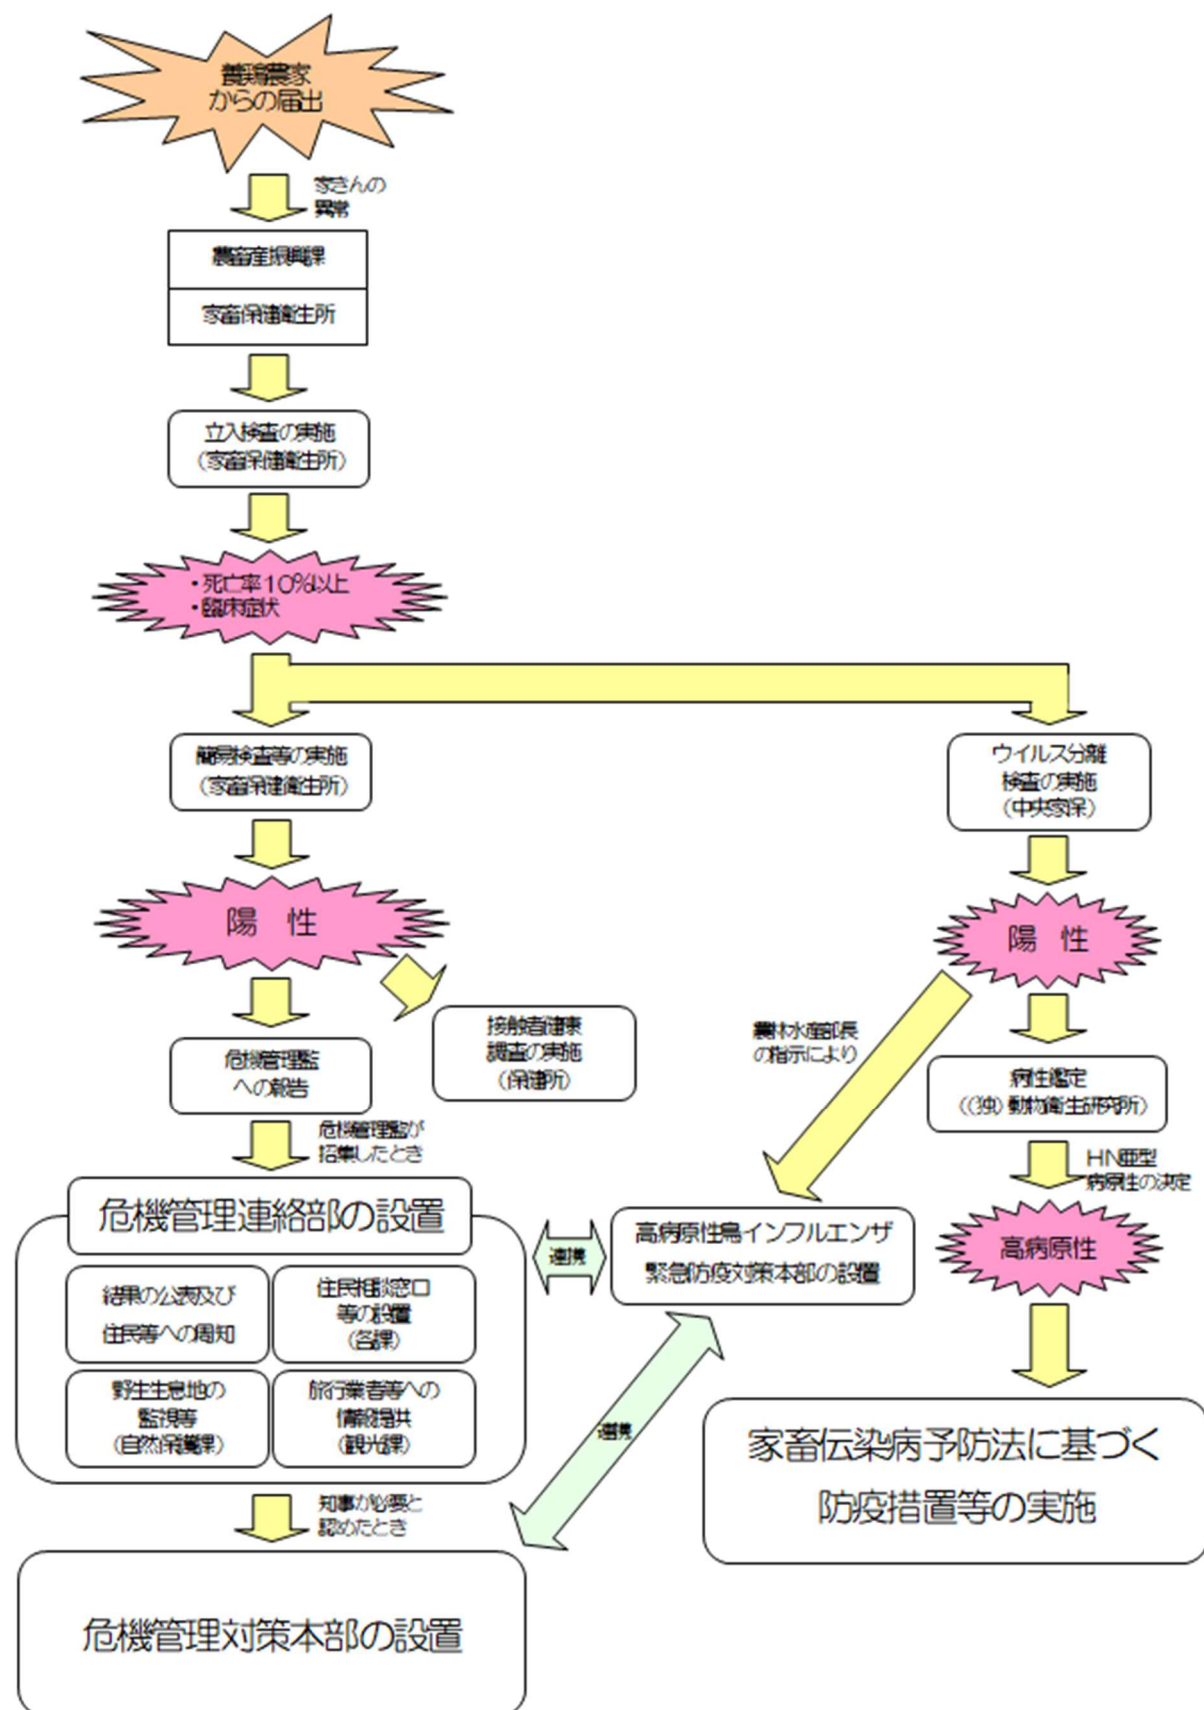 養鶏農家
からの届出
家きんの
異常
農畜産振興課
家畜保健衛生所
立入検査の実施
（家畜保健衛生所）
・死亡率１０％以上
・臨床症状
簡易検査等の実施
（家畜保健衛生所）
ウイルス分離
検査の実施
（中央家保）
陽　性
陽　性
接触者健康
調査の実施
（保健所）
農林水産部長
の指示により
危機管理監
への報告
病性鑑定
（（独）動物衛生研究所）
危機管理監が
招集したとき
ＨＮ亜型
病原性の決定
危機管理連絡部の設置
結果の公表及び
住民等への周知
住民相談窓口
等の設置
（各課）
野生生息地の
監視等
（自然保護課）
旅行業者等への
情報提供
（観光課）
連携
高病原性鳥インフルエンザ
緊急防疫対策本部の設置
高病原性
連携
家畜伝染病予防法に基づく
防疫措置等の実施
知事が必要と
認めたとき
危機管理対策本部の設置